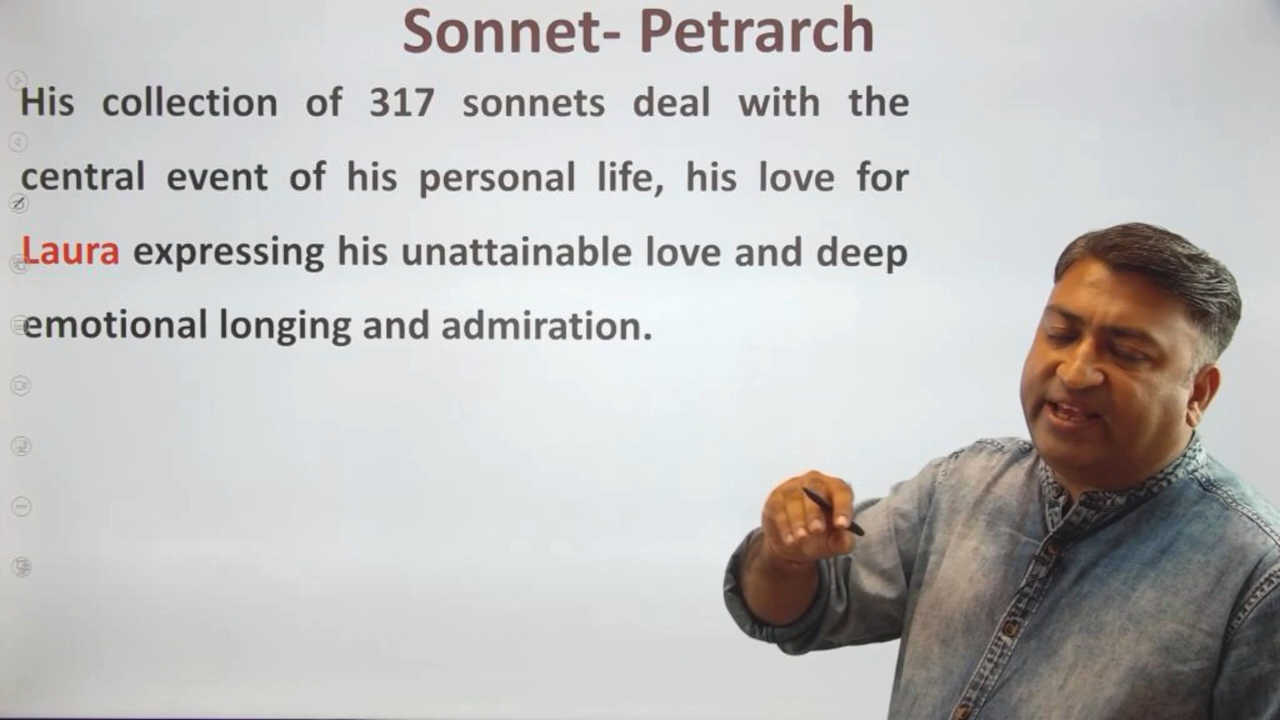 Sonnet- Petrarch
His collection of 317 sonnets deal with the
central event of his personal life, his love for
Laura expressing his unattainable love and deep
emotional longing and admiration.